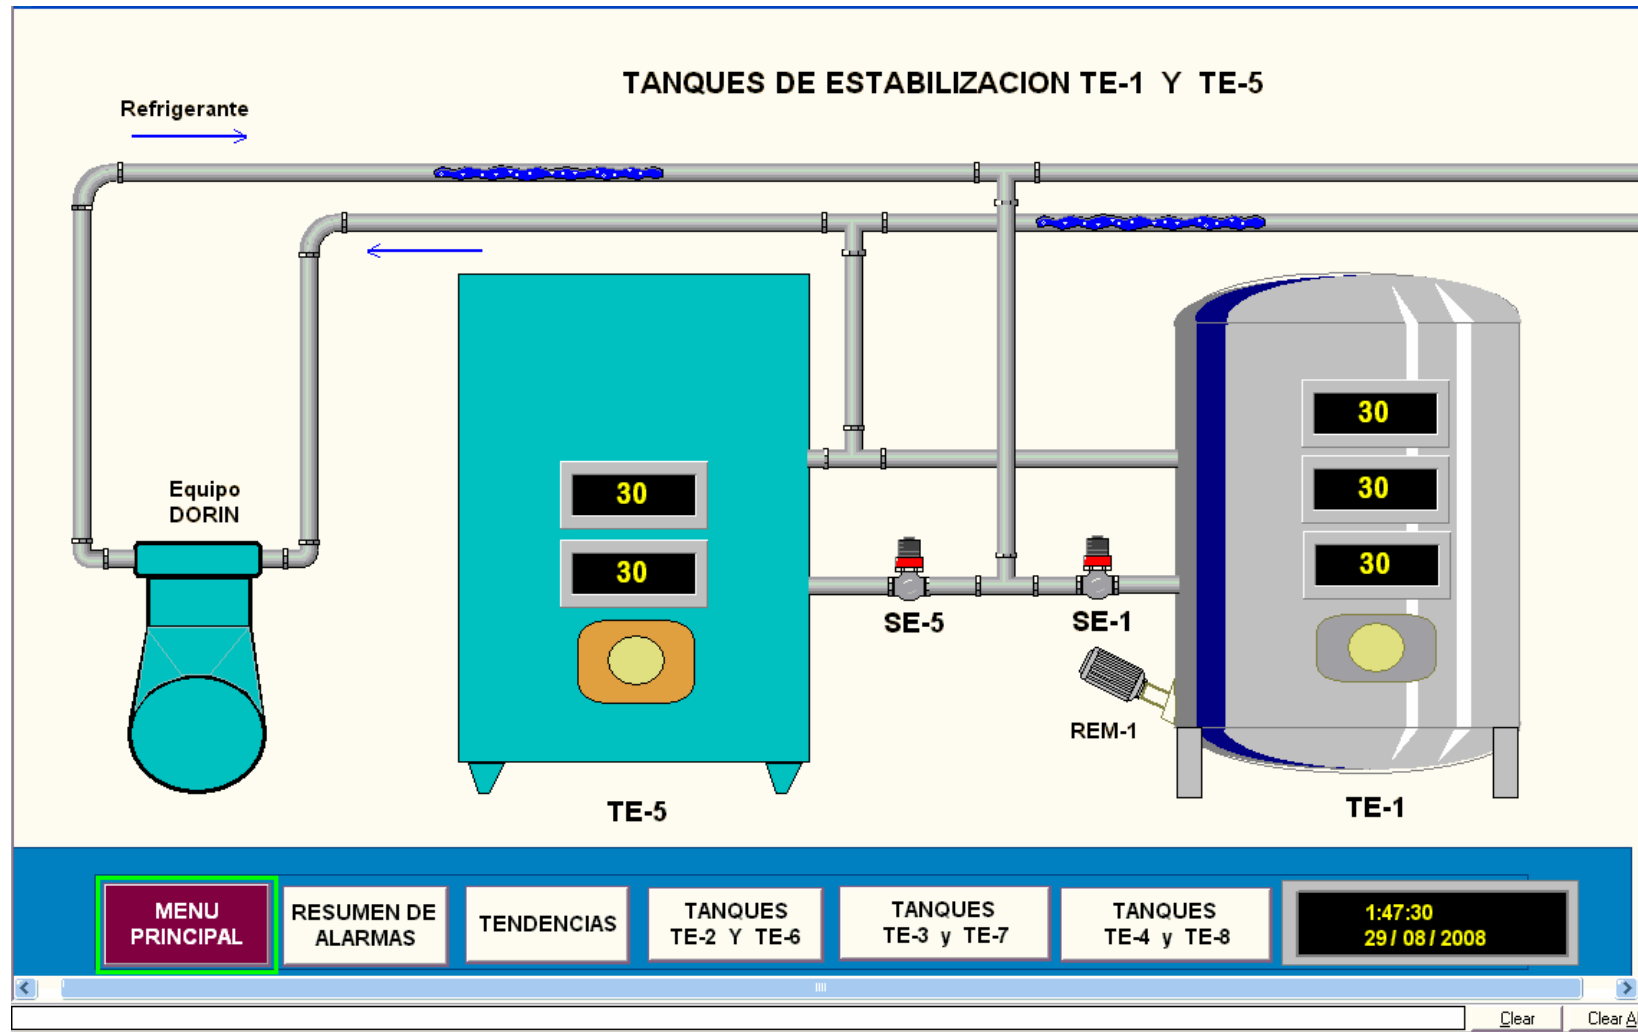 TANQUES DE ESTABILIZACION TE-1 Y TE-5
Refrigerante
Equipo
DORIN
30
30
30
30
30
SE-5
SE-1
REM-1
TE-5
TE-1
MENU
PRINCIPAL
RESUMEN DE
ALARMAS
TENDENCIAS
TANQUES
TE-2 Y TE-6
TANQUES
TE-3 y TE-7
TANQUES
TE-4 y TE-8
1:47:30
29/ 08/ 2008
Clear
Clear A